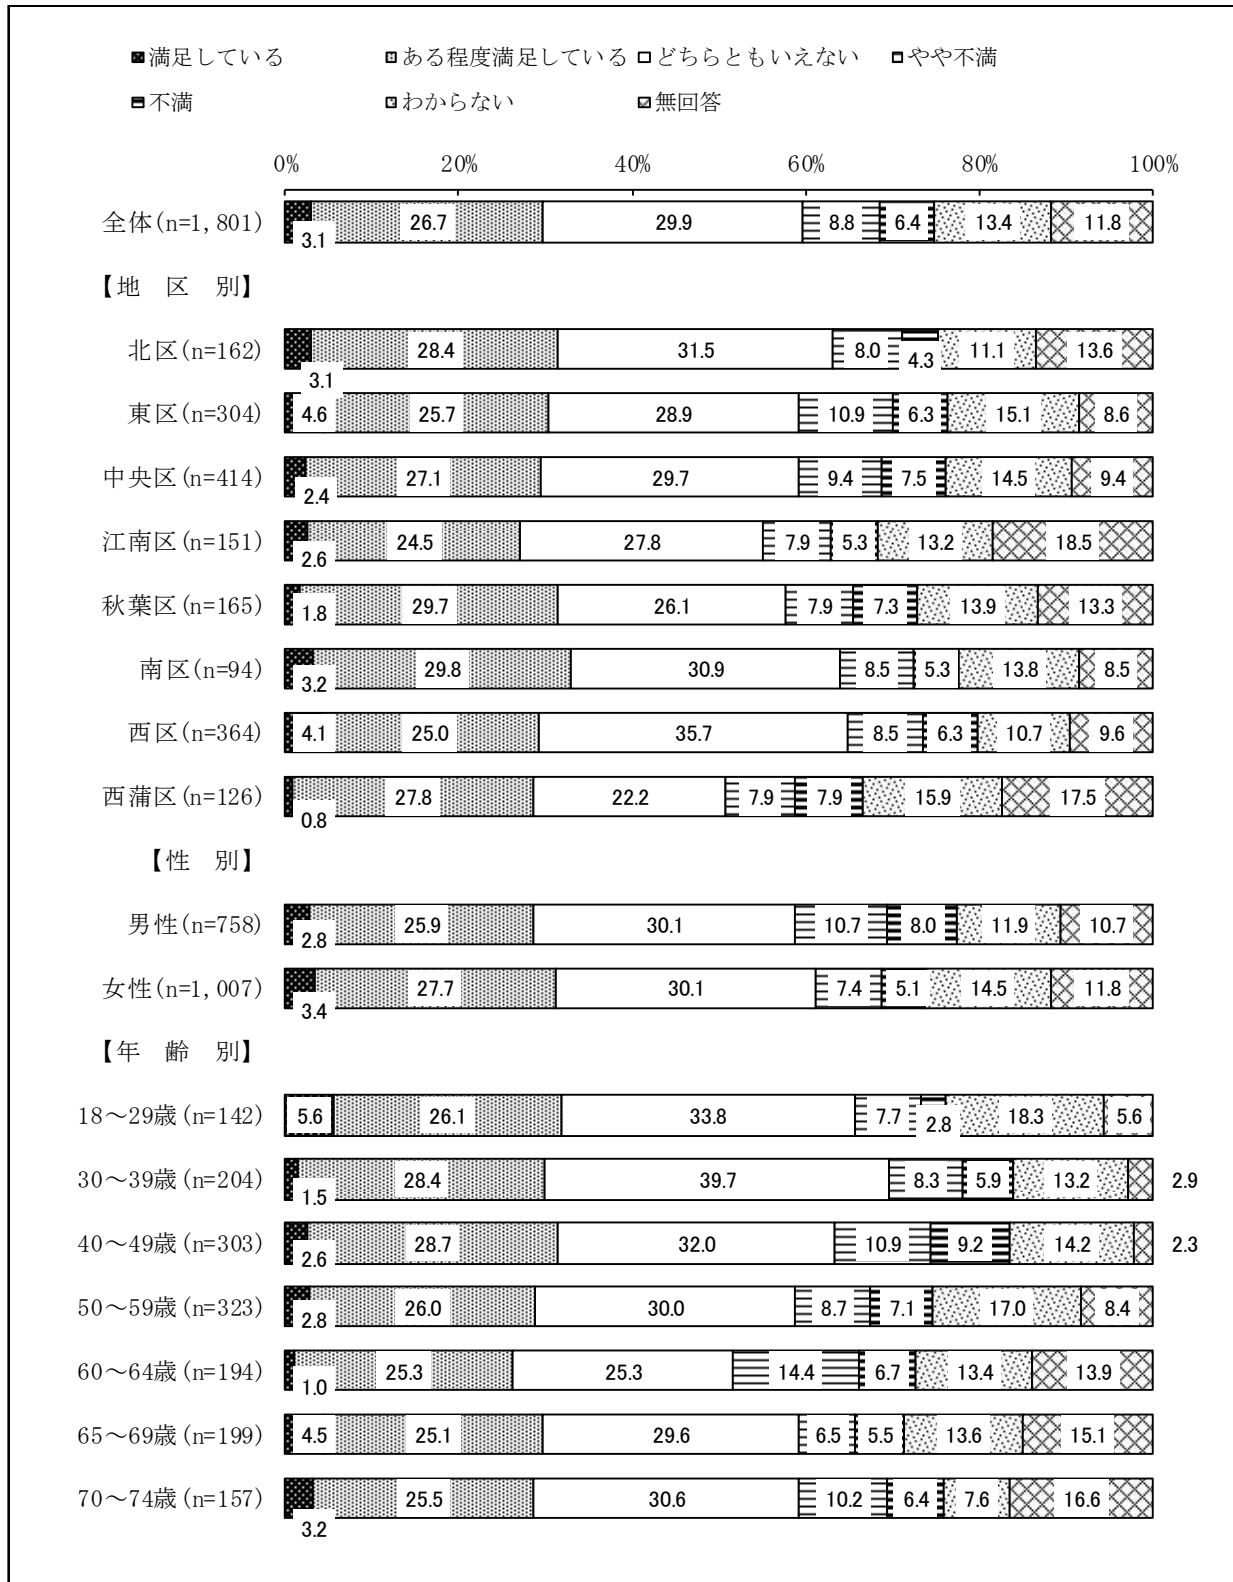 満足している ある程度満足している どちらともいえない やや不満
不満 わからない 無回答
0% 20% 40% 60% 80% 100%
全体(n=1,801) 3.1 26.7 29.9 8.8 6.4 13.4 11.8
【地 区 別】
北区(n=162) 3.1 28.4 31.5 8.0 4.3 11.1 13.6
東区(n=304) 4.6 25.7 28.9 10.9 6.3 15.1 8.6
中央区(n=414) 2.4 27.1 29.7 9.4 7.5 14.5 9.4
江南区(n=151) 2.6 24.5 27.8 7.9 5.3 13.2 18.5
秋葉区(n=165) 1.8 29.7 26.1 7.9 7.3 13.9 13.3
南区(n=94) 3.2 29.8 30.9 8.5 5.3 13.8 8.5
西区(n=364) 4.1 25.0 35.7 8.5 6.3 10.7 9.6
西蒲区(n=126) 0.8 27.8 22.2 7.9 7.9 15.9 17.5
【性 別】
男性(n=758) 2.8 25.9 30.1 10.7 8.0 11.9 10.7
女性(n=1,007) 3.4 27.7 30.1 7.4 5.1 14.5 11.8
【年 齢 別】
18～29歳(n=142) 5.6 26.1 33.8 7.7 2.8 18.3 5.6
30～39歳(n=204) 1.5 28.4 39.7 8.3 5.9 13.2 2.9
40～49歳(n=303) 2.6 28.7 32.0 10.9 9.2 14.2 2.3
50～59歳(n=323) 2.8 26.0 30.0 8.7 7.1 17.0 8.4
60～64歳(n=194) 1.0 25.3 25.3 14.4 6.7 13.4 13.9
65～69歳(n=199) 4.5 25.1 29.6 6.5 5.5 13.6 15.1
70～74歳(n=157) 3.2 25.5 30.6 10.2 6.4 7.6 16.6